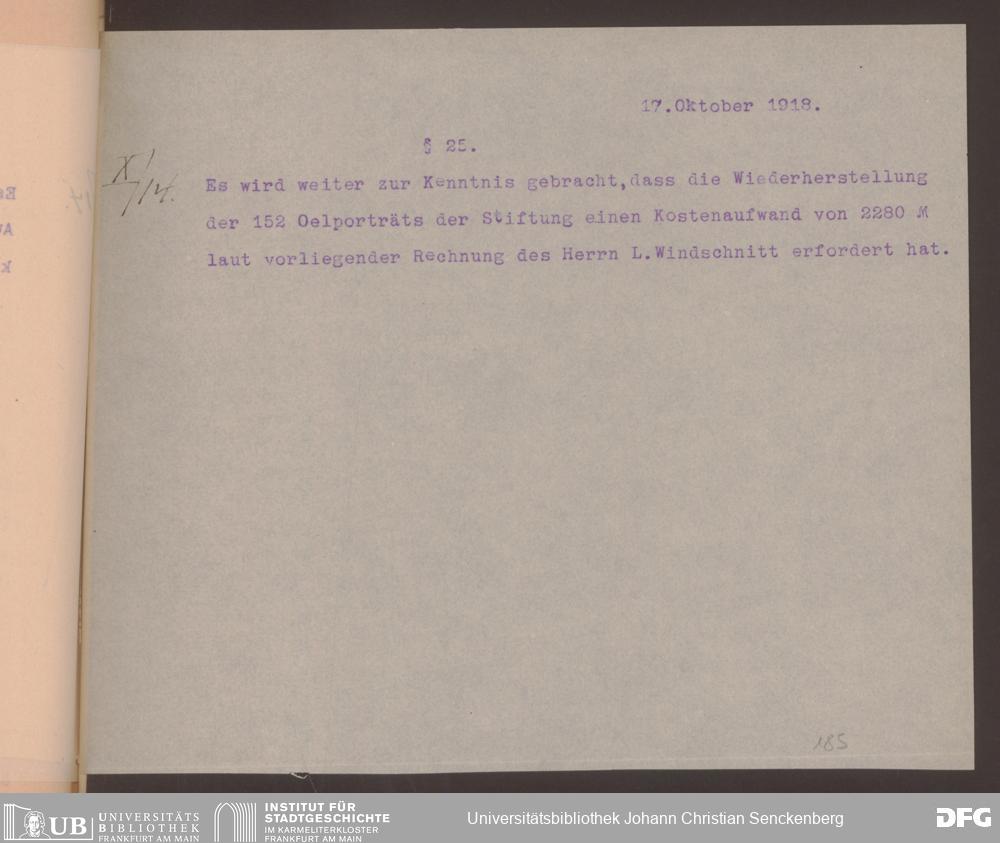 17.Oktober 1918.
§ 25.
X/14.
Es wird weiter zur Kenntnis gebracht,dass die Wiederherstellung
der 152 Oelporträts der Stiftung einen Kostenaufwand von 2280 M
laut vorliegender Rechnung des Herrn L.Windschnitt erfordert hat.
185
UB UNIVERSITÄTS
BIBLIOTHEK
FRANKFURT AM MAIN
INSTITUT FÜR
STADTGESCHICHTE
IM KARMELITERKLOSTER
FRANKFURT AM MAIN
Universitätsbibliothek Johann Christian Senckenberg
DFG